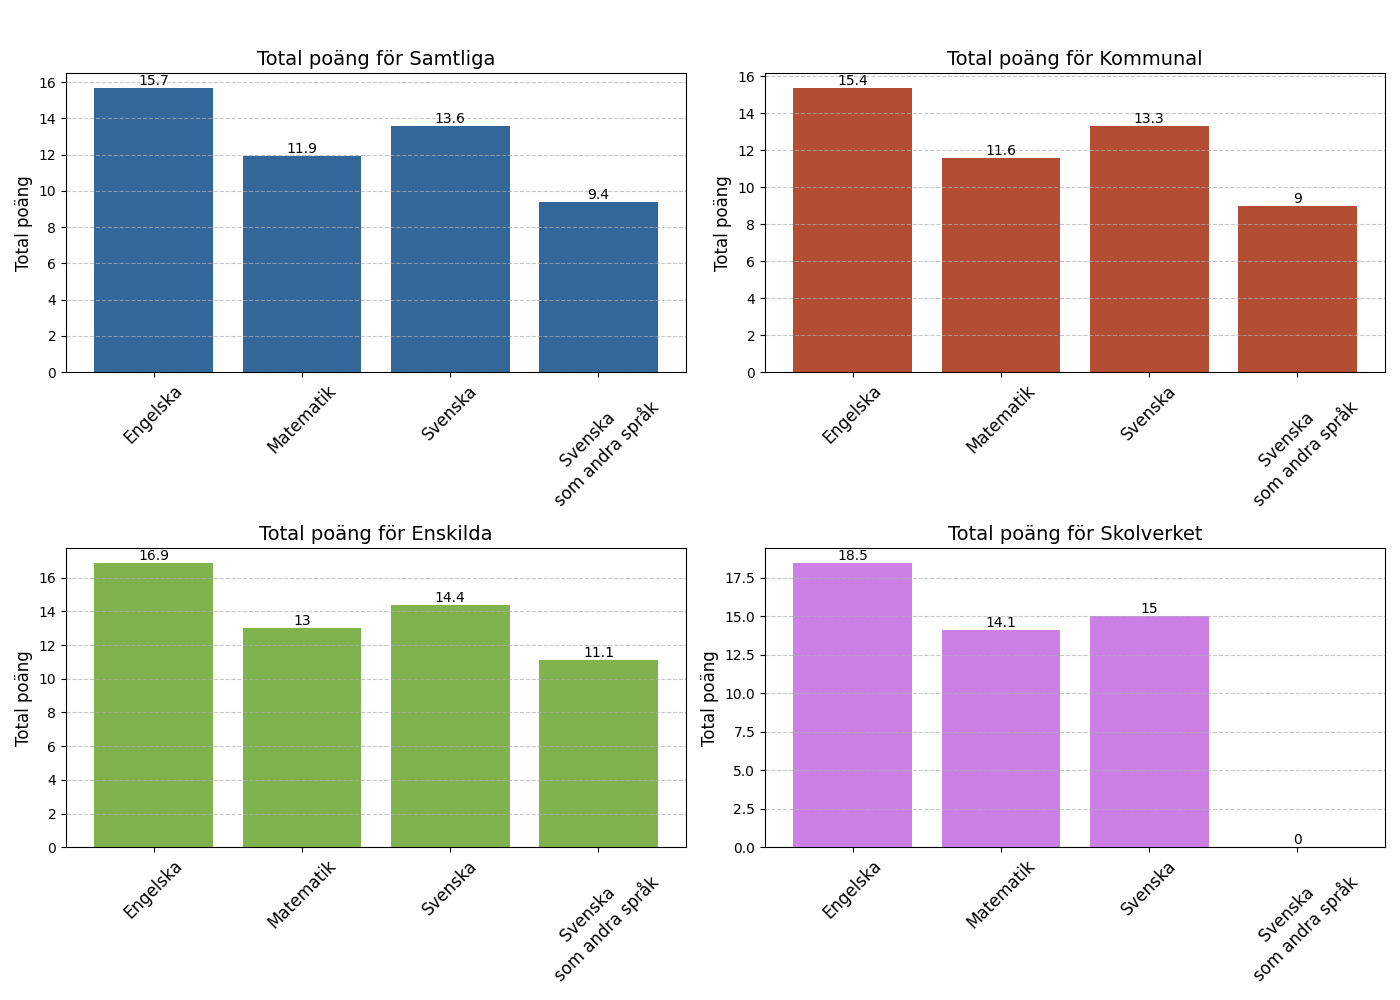 Total poäng för Samtliga
Total poäng
16
14
12
10
8
6
4
2
0
15.7
11.9
13.6
9.4
Engelska
Matematik
Svenska
Svenska
som andra språk
Total poäng för Kommunal
Total poäng
16
14
12
10
8
6
4
2
0
15.4
11.6
13.3
9
Engelska
Matematik
Svenska
Svenska
som andra språk
Total poäng för Enskilda
Total poäng
16
14
12
10
8
6
4
2
0
16.9
13
14.4
11.1
Engelska
Matematik
Svenska
Svenska
som andra språk
Total poäng för Skolverket
Total poäng
17.5
15.0
12.5
10.0
7.5
5.0
2.5
0.0
18.5
14.1
15
0
Engelska
Matematik
Svenska
Svenska
som andra språk